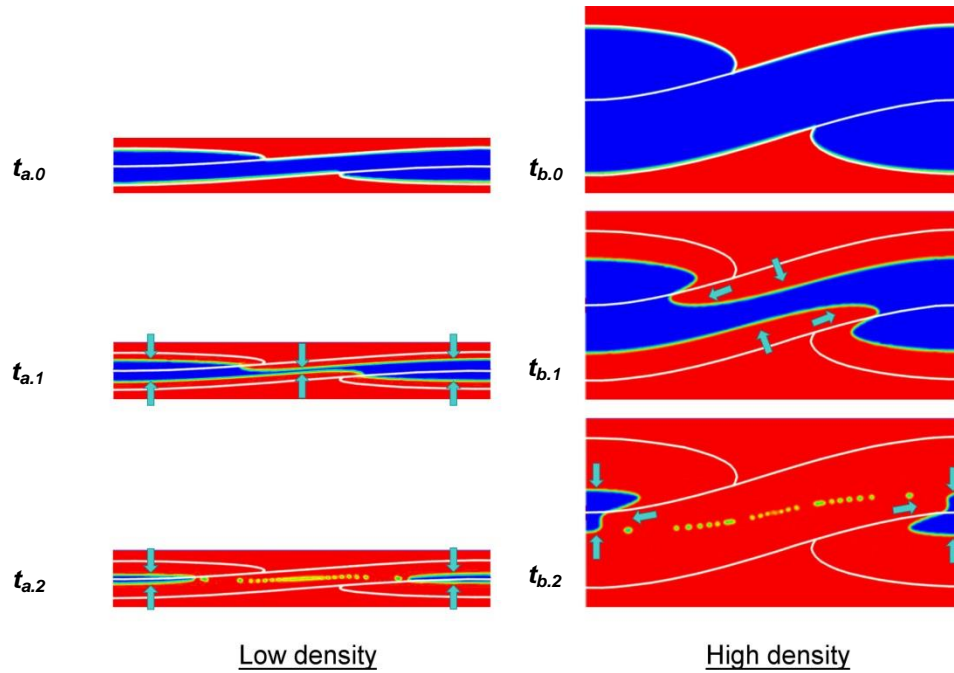 t_a.0
t_b.0
t_a.1
t_b.1
t_a.2
t_b.2
Low density
High density